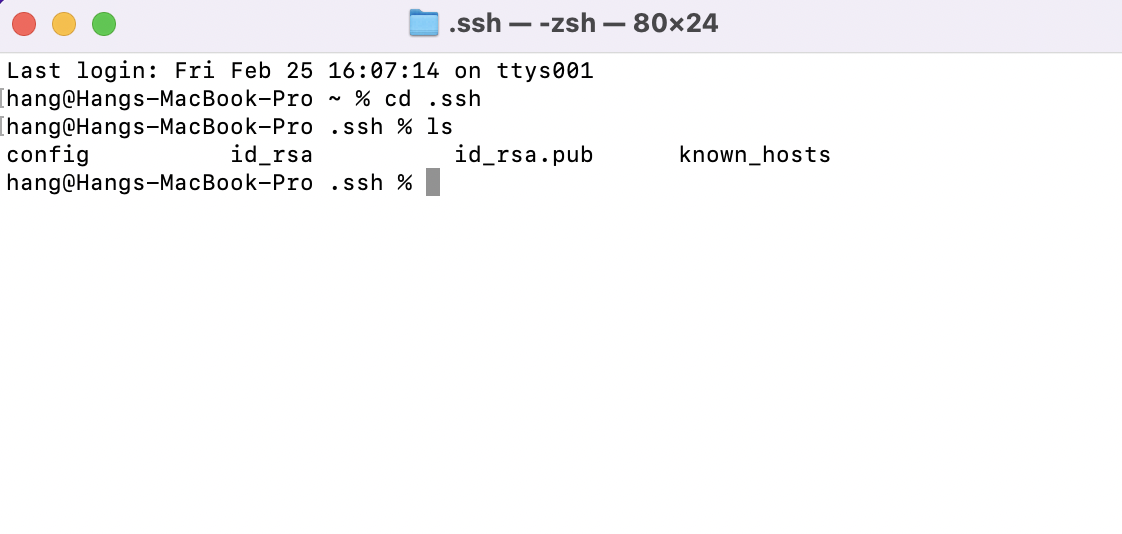 .ssh — -zsh — 80×24
Last login: Fri Feb 25 16:07:14 on ttys001
[hang@Hangs-MacBook-Pro ~ % cd .ssh
[hang@Hangs-MacBook-Pro .ssh % ls
config id_rsa id_rsa.pub known_hosts
hang@Hangs-MacBook-Pro .ssh %